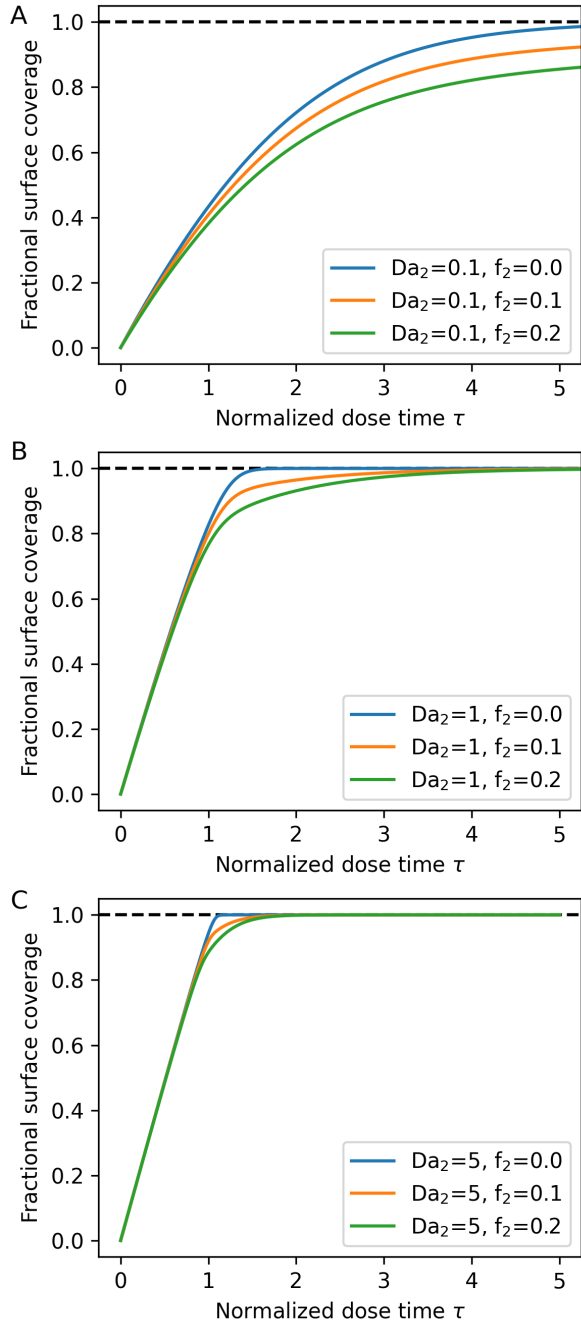 A
1.0
0.8
0.6
0.4
0.2
0.0
Fractional surface coverage
Da₂=0.1, f₂=0.0
Da₂=0.1, f₂=0.1
Da₂=0.1, f₂=0.2
0 1 2 3 4 5
Normalized dose time τ
B
1.0
0.8
0.6
0.4
0.2
0.0
Fractional surface coverage
Da₂=1, f₂=0.0
Da₂=1, f₂=0.1
Da₂=1, f₂=0.2
0 1 2 3 4 5
Normalized dose time τ
C
1.0
0.8
0.6
0.4
0.2
0.0
Fractional surface coverage
Da₂=5, f₂=0.0
Da₂=5, f₂=0.1
Da₂=5, f₂=0.2
0 1 2 3 4 5
Normalized dose time τ